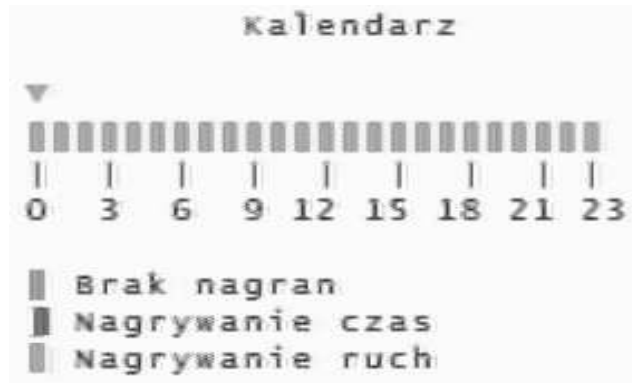 Kalendarz
0 3 6 9 12 15 18 21 23
Brak nagran
Nagrywanie czas
Nagrywanie ruch